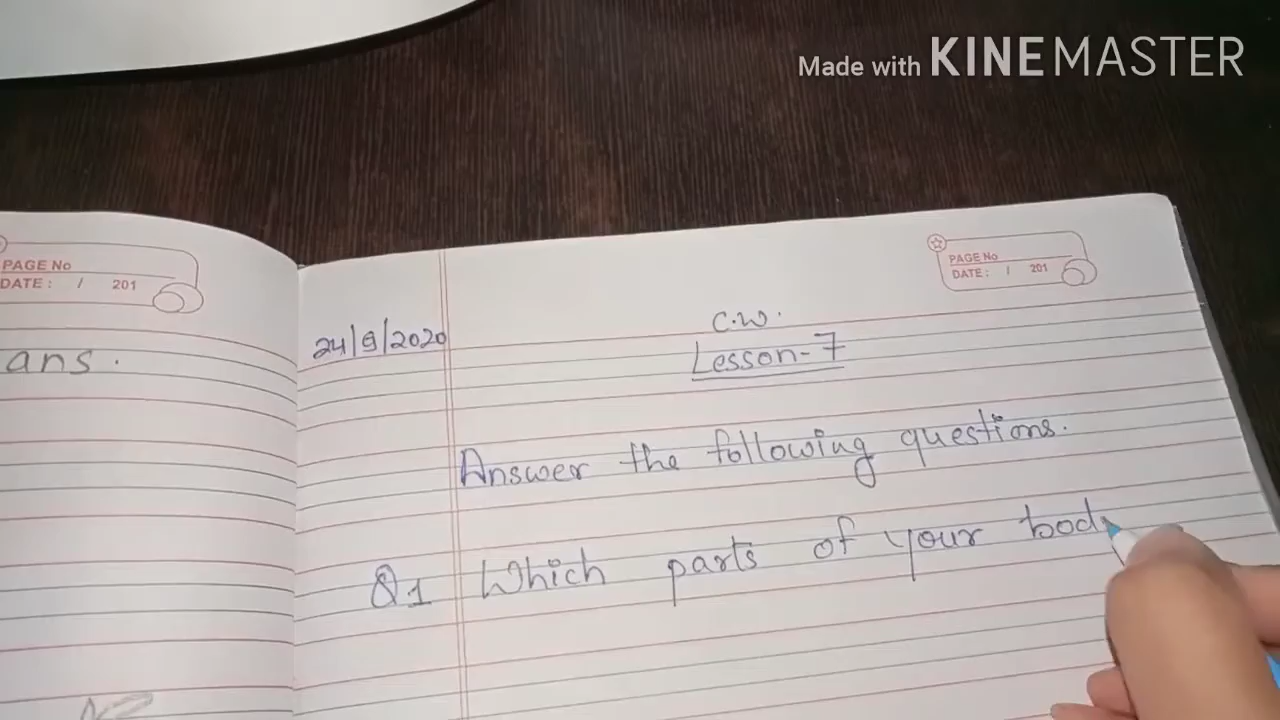 Made with KINEMASTER
PAGE No
DATE : / 201
ans.
PAGE No
DATE : / 201
24/9/2020
C.W.
Lesson-7
Answer the following questions.
Q1 Which parts of your bod